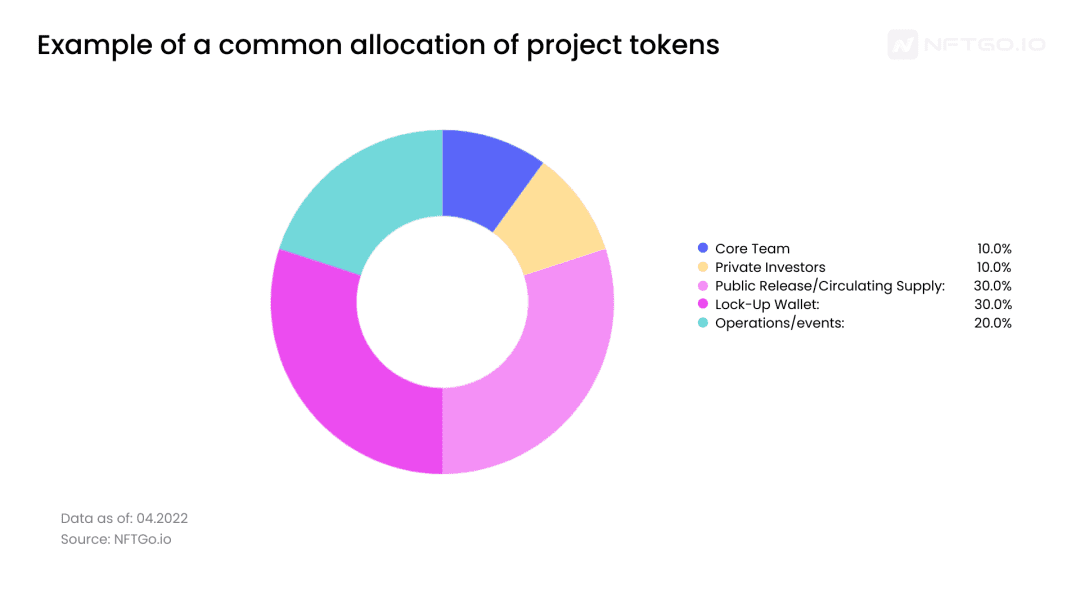 Example of a common allocation of project tokens
NFTGO.IO
Core Team 10.0%
Private Investors 10.0%
Public Release/Circulating Supply: 30.0%
Lock-Up Wallet: 30.0%
Operations/events: 20.0%
Data as of: 04.2022
Source: NFTGo.io